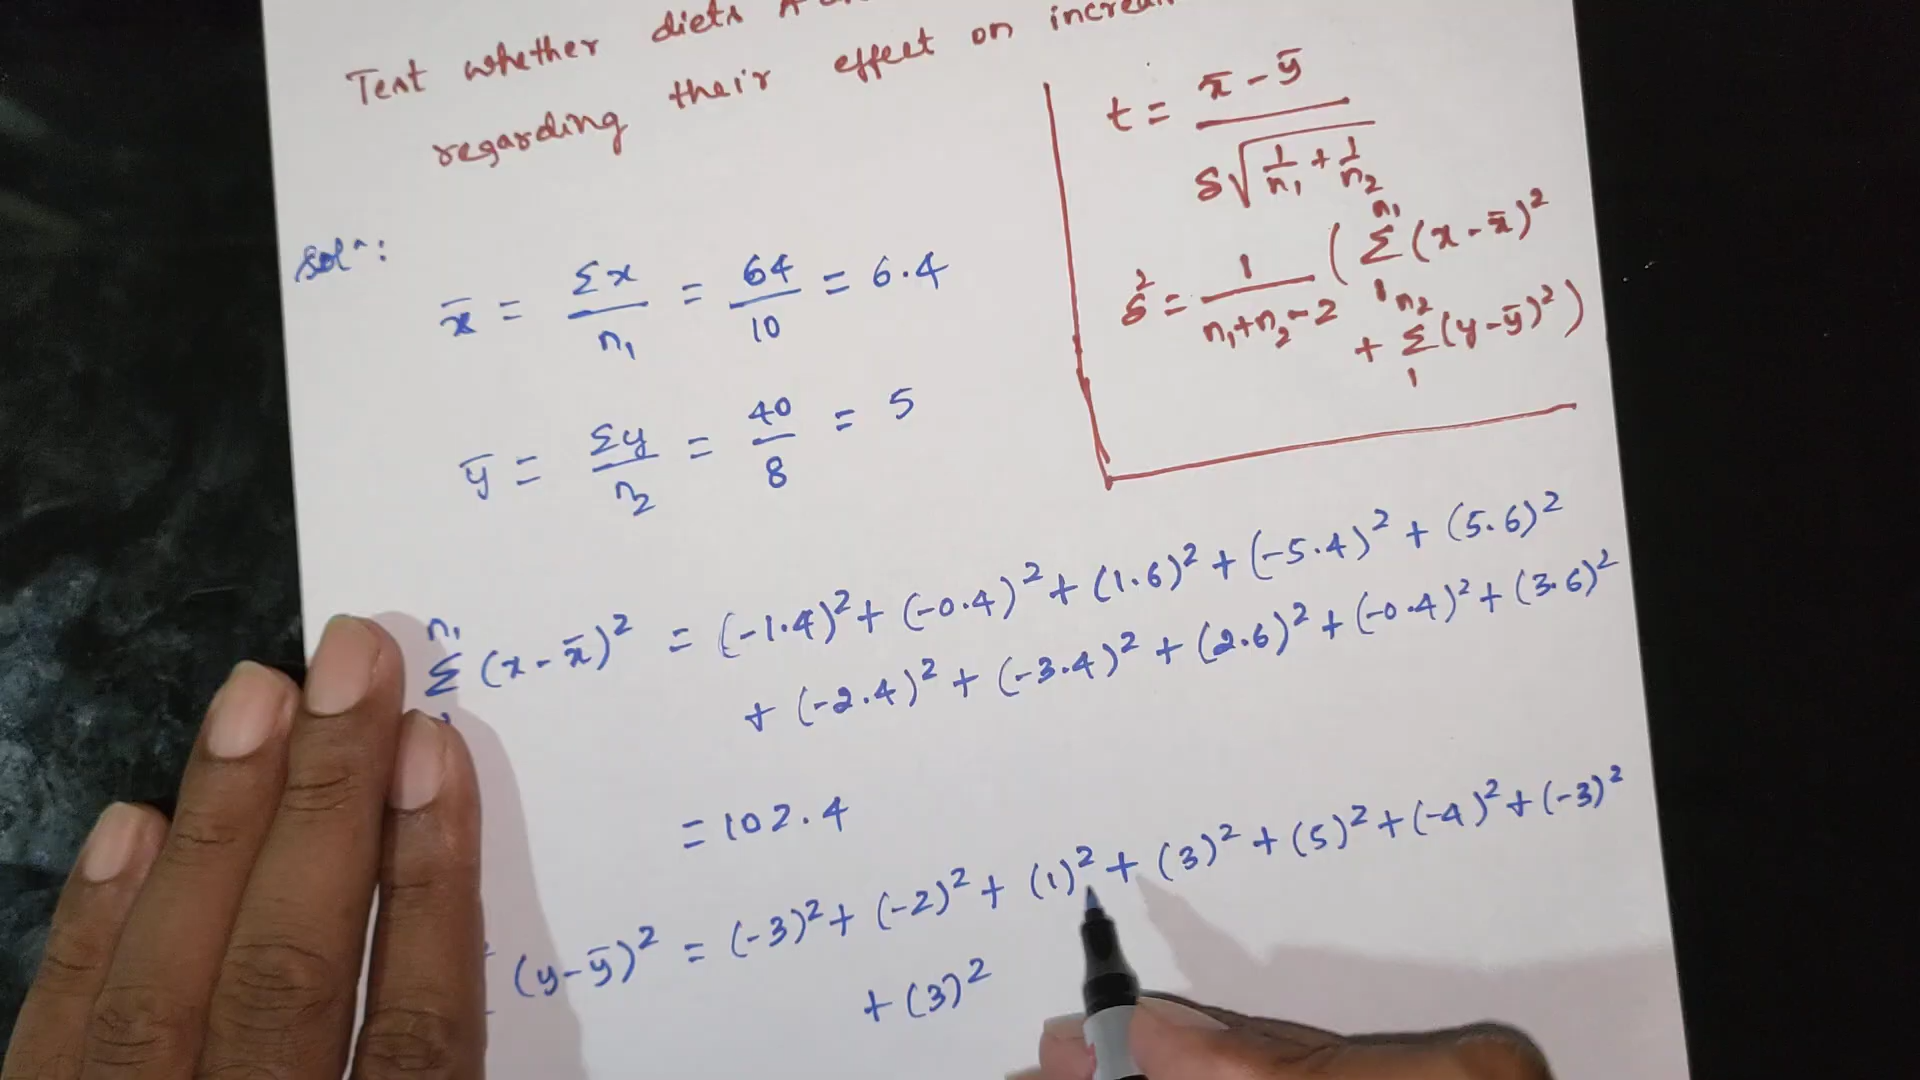 Test whether diets
regarding their effect on
t = x̄ - ȳ / s√(1/n₁ + 1/n₂)
s² = 1/(n₁+n₂-2) ( Σ₁ⁿ¹ (x - x̄)²
+ Σ₁ⁿ² (y - ȳ)² )
Solⁿ:
x̄ = Σx/n₁ = 64/10 = 6.4
ȳ = Σy/n₂ = 40/8 = 5
Σⁿ¹ (x - x̄)² = (-1.4)² + (-0.4)² + (1.6)² + (-5.4)² + (5.6)²
+ (-2.4)² + (-3.4)² + (2.6)² + (-0.4)² + (3.6)²
= 102.4
(y - ȳ)² = (-3)² + (-2)² + (1)² + (3)² + (5)² + (-4)² + (-3)²
+ (3)²